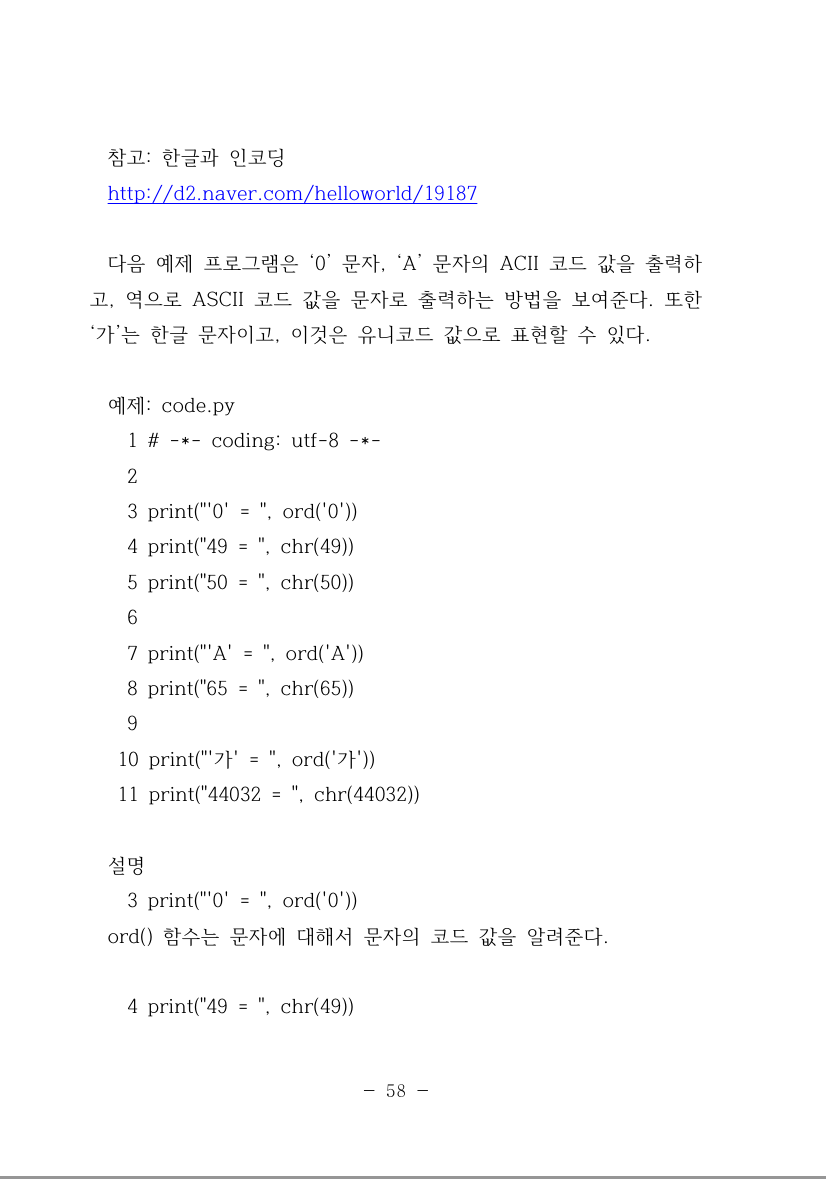 참고: 한글과 인코딩
http://d2.naver.com/helloworld/19187
다음 예제 프로그램은 ‘0’ 문자, ‘A’ 문자의 ACII 코드 값을 출력하
고, 역으로 ASCII 코드 값을 문자로 출력하는 방법을 보여준다. 또한
‘가’는 한글 문자이고, 이것은 유니코드 값으로 표현할 수 있다.
예제: code.py
1 # -*- coding: utf-8 -*-
2
3 print("'0' = ", ord('0'))
4 print("49 = ", chr(49))
5 print("50 = ", chr(50))
6
7 print("'A' = ", ord('A'))
8 print("65 = ", chr(65))
9
10 print("'가' = ", ord('가'))
11 print("44032 = ", chr(44032))
설명
3 print("'0' = ", ord('0'))
ord() 함수는 문자에 대해서 문자의 코드 값을 알려준다.
4 print("49 = ", chr(49))
- 58 -